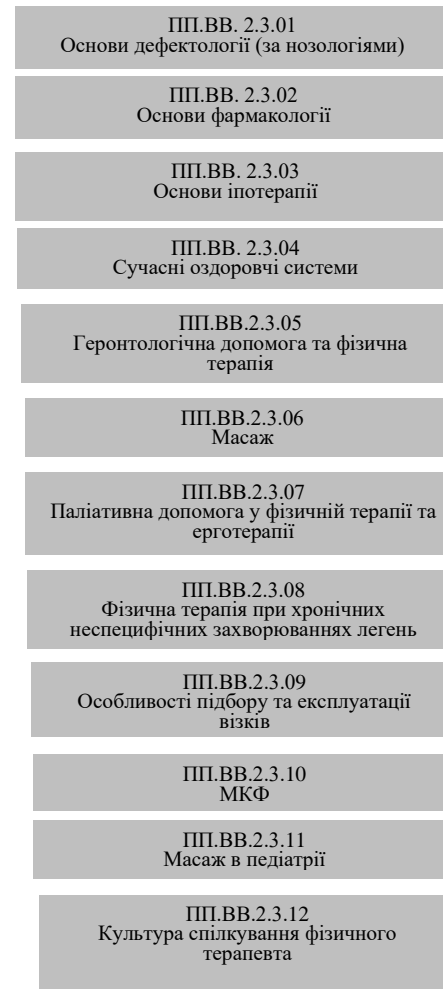 ПП.ВВ. 2.3.01
Основи дефектології (за нозологіями)
ПП.ВВ. 2.3.02
Основи фармакології
ПП.ВВ. 2.3.03
Основи іпотерапії
ПП.ВВ. 2.3.04
Сучасні оздоровчі системи
ПП.ВВ.2.3.05
Геронтологічна допомога та фізична
терапія
ПП.ВВ.2.3.06
Масаж
ПП.ВВ.2.3.07
Паліативна допомога у фізичній терапії та
ерготерапії
ПП.ВВ.2.3.08
Фізична терапія при хронічних
неспецифічних захворюваннях легень
ПП.ВВ.2.3.09
Особливості підбору та експлуатації
візків
ПП.ВВ.2.3.10
МКФ
ПП.ВВ.2.3.11
Масаж в педіатрії
ПП.ВВ.2.3.12
Культура спілкування фізичного
терапевта